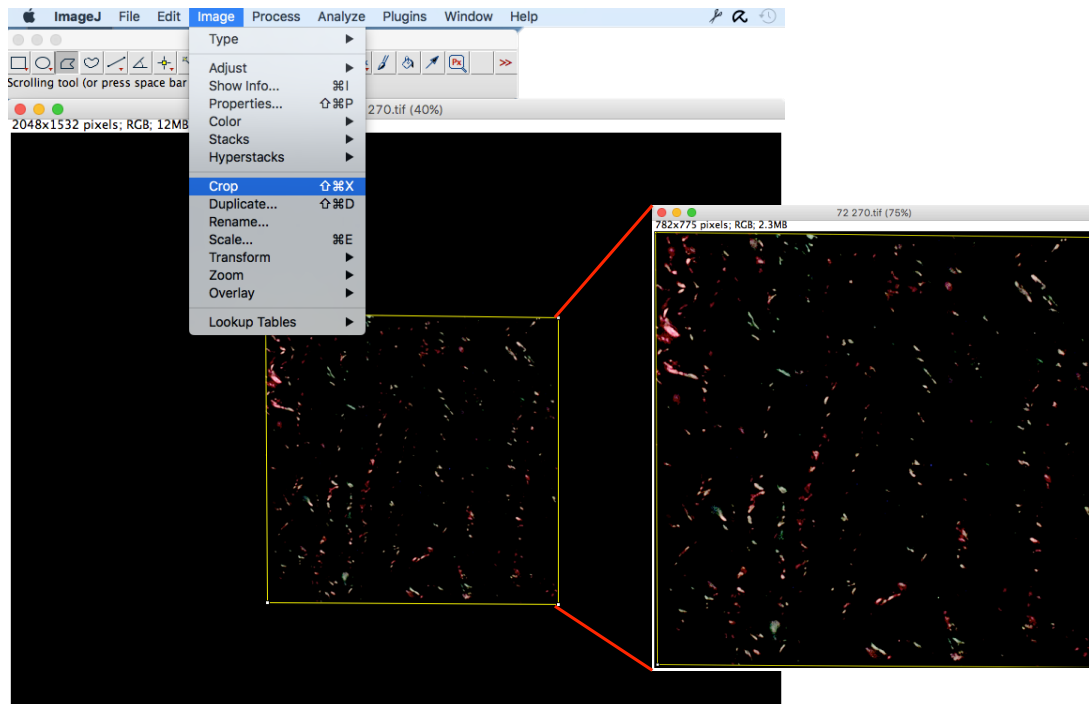 ImageJ File Edit Image Process Analyze Plugins Window Help
Type
Scrolling tool (or press space bar
Adjust
Show Info... ⌘I
Properties... ⇧⌘P
Color
Stacks
Hyperstacks
Crop ⇧⌘X
Duplicate... ⇧⌘D
Rename...
Scale... ⌘E
Transform
Zoom
Overlay
Lookup Tables
Px
>>
270.tif (40%)
2048x1532 pixels; RGB; 12MB
72 270.tif (75%)
782x775 pixels; RGB; 2.3MB